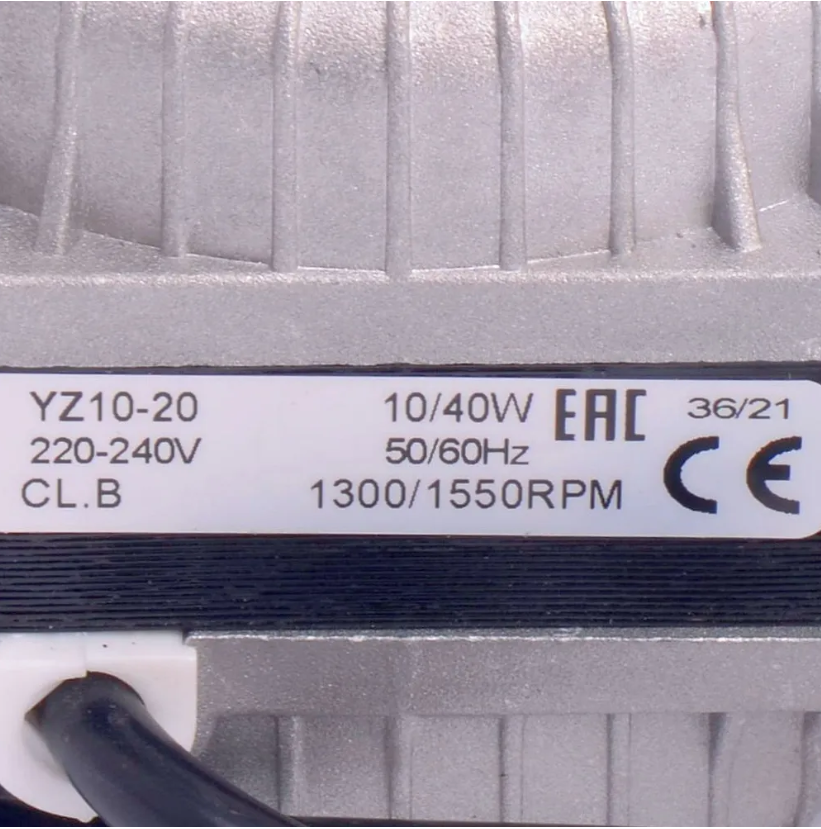 YZ10-20 10/40W EAC 36/21
220-240V 50/60Hz CE
CL.B 1300/1550RPM